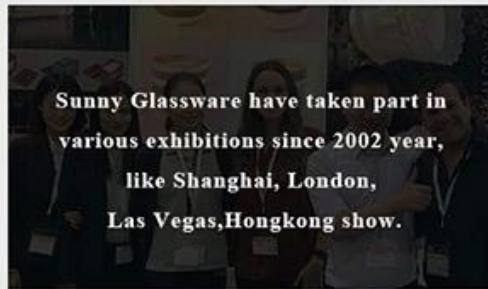 Sunny Glassware have taken part in
various exhibitions since 2002 year,
like Shanghai, London,
Las Vegas,Hongkong show.